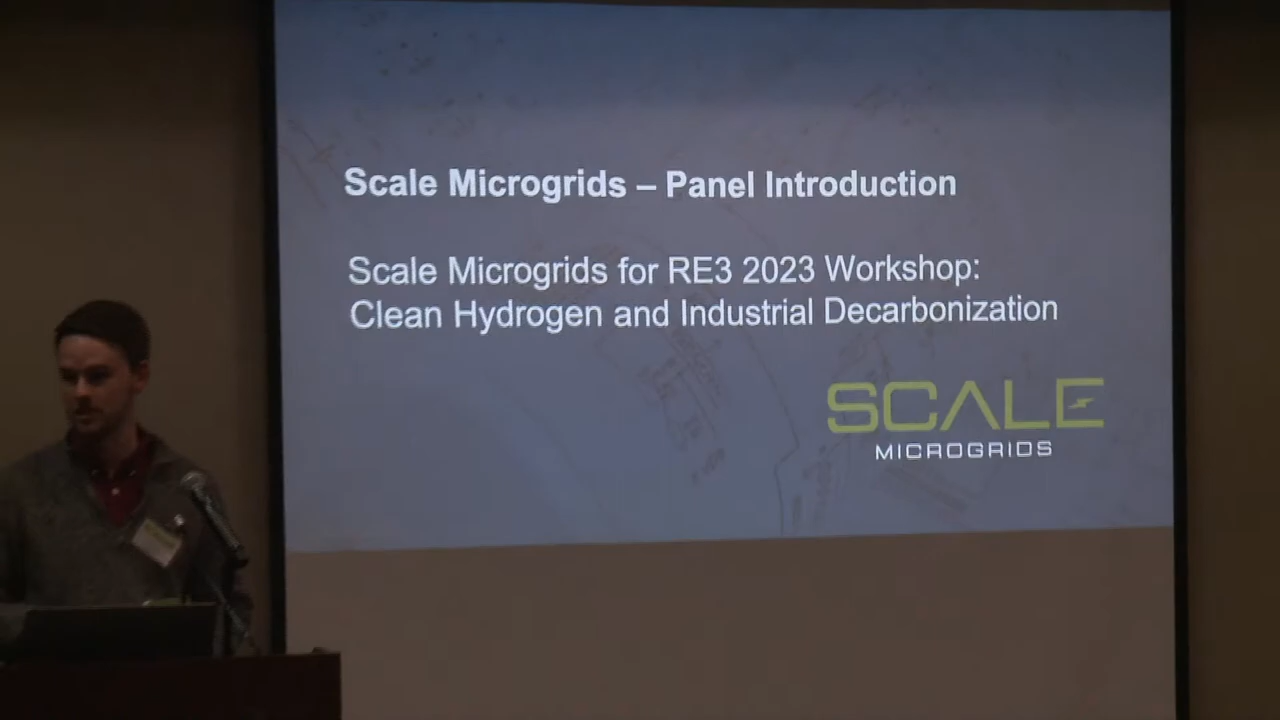 Scale Microgrids – Panel Introduction
Scale Microgrids for RE3 2023 Workshop:
Clean Hydrogen and Industrial Decarbonization
SCALE
MICROGRIDS